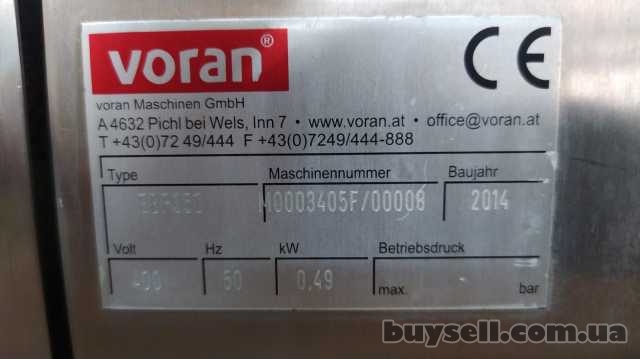 voran®
CE
voran Maschinen GmbH
A 4632 Pichl bei Wels, Inn 7 • www.voran.at • office@voran.at
T +43(0)72 49/444 F +43(0)7249/444-888
Type Maschinennummer Baujahr
M0003405F/00006 2014
Volt Hz kW Betriebsdruck
400 50 0,49 max. bar
buysell.com.ua